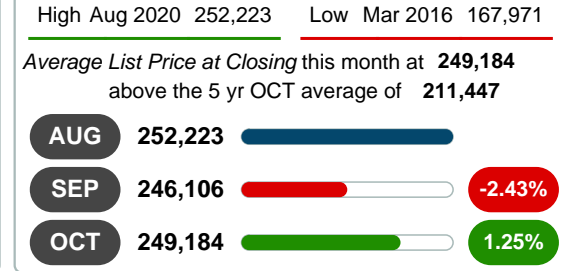 High Aug 2020 252,223 Low Mar 2016 167,971
Average List Price at Closing this month at 249,184
above the 5 yr OCT average of 211,447
AUG 252,223
SEP 246,106 -2.43%
OCT 249,184 1.25%